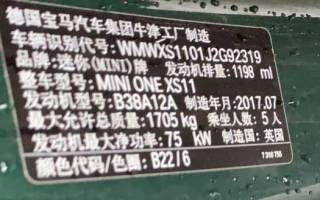 德国宝马汽车集团牛津工厂制造
车辆识别代号: WMWXS1101J2G92319
品牌: 迷你(MINI)牌 发动机排量: 1198 ml
整车型号: MINI ONE XS11
发动机型号: B38A12A 制造年月: 2017.07
最大允许总质量: 1705 kg 乘坐人数: 5人
发动机最大净功率: 75 kW 制造国: 英国
颜色代码/色圈: B22/6